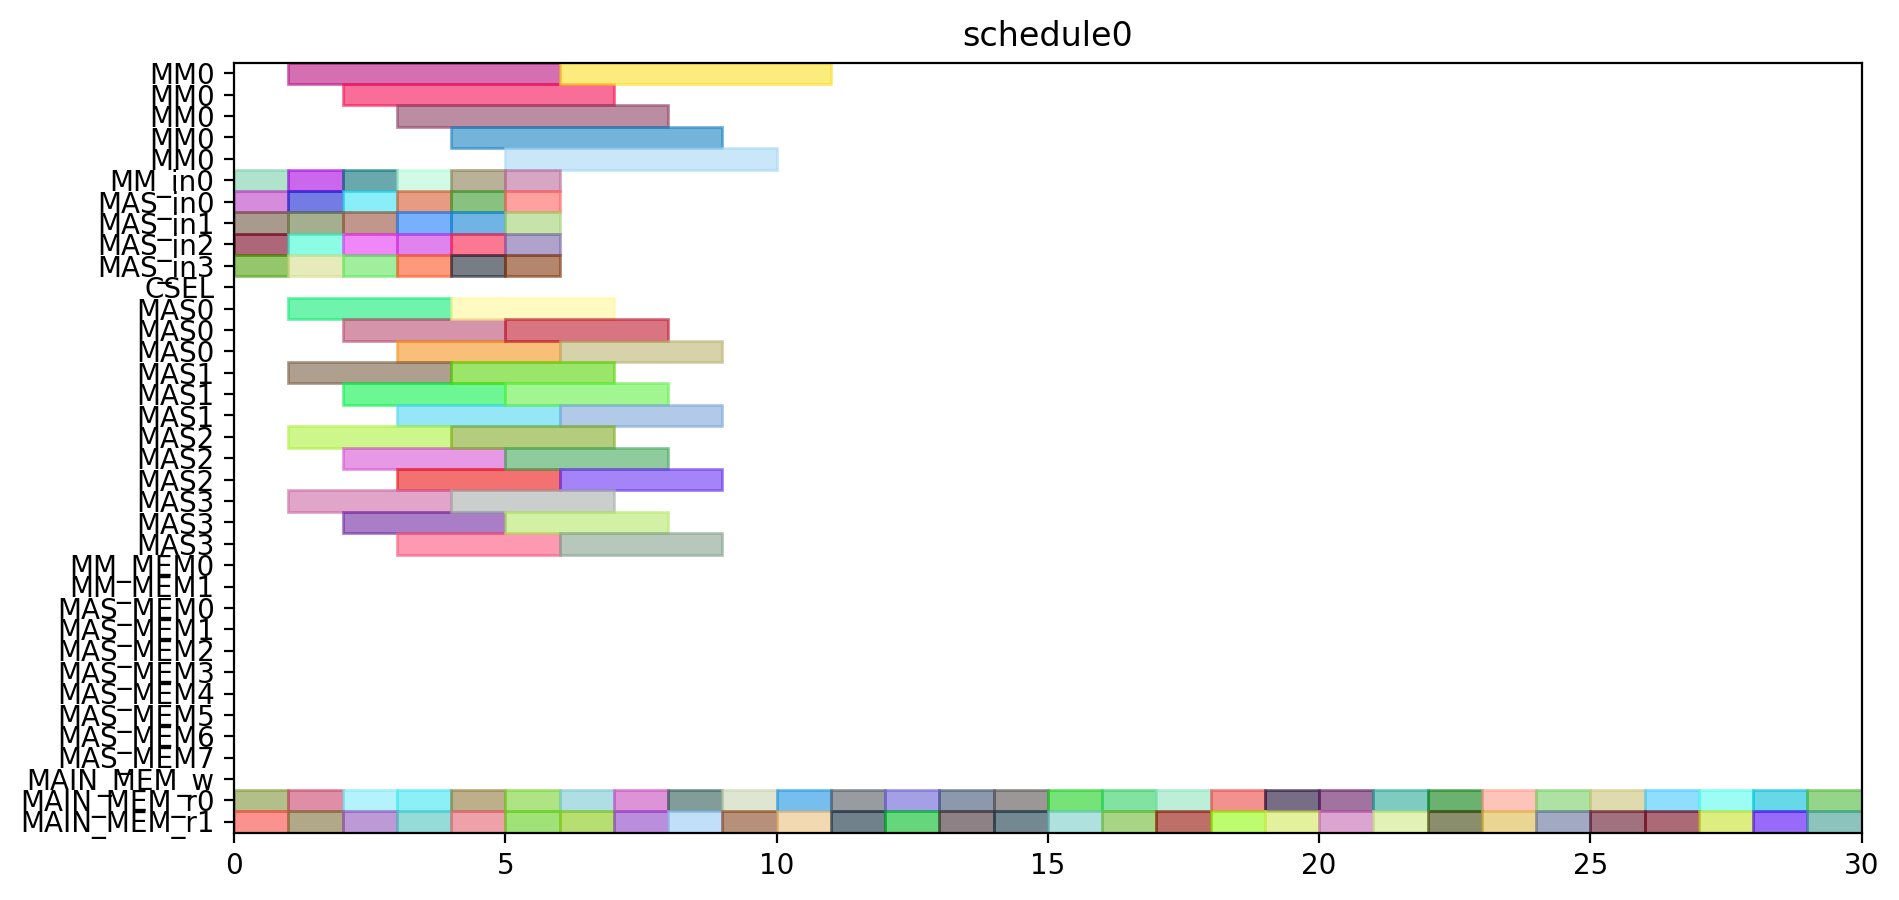 schedule0
MM0
MM0
MM0
MM0
MM0
MM_in0
MAS_in0
MAS_in1
MAS_in2
MAS_in3
CSEL
MAS0
MAS0
MAS0
MAS1
MAS1
MAS1
MAS2
MAS2
MAS2
MAS3
MAS3
MAS3
MM_MEM0
MM_MEM1
MAS_MEM0
MAS_MEM1
MAS_MEM2
MAS_MEM3
MAS_MEM4
MAS_MEM5
MAS_MEM6
MAS_MEM7
MAIN_MEM_w
MAIN_MEM_r0
MAIN_MEM_r1
0 5 10 15 20 25 30